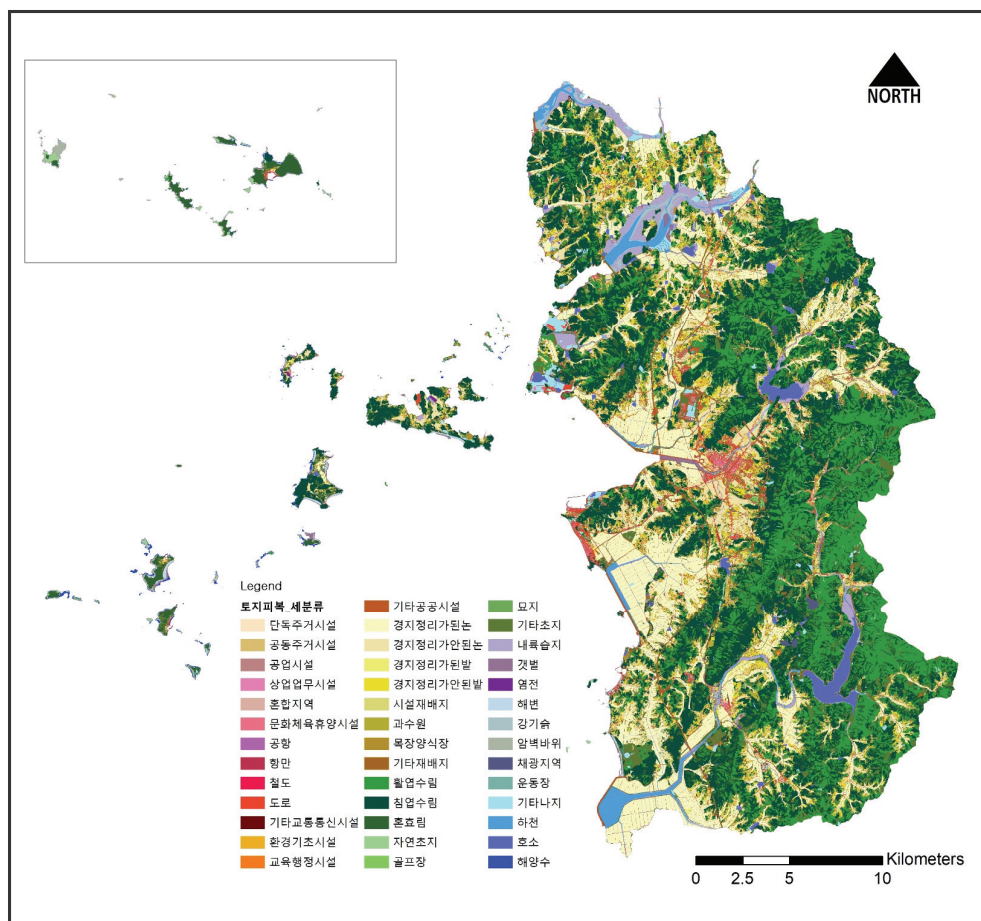 NORTH
Legend
토지피복_세분류
단독주거시설
공동주거시설
공업시설
상업업무시설
혼합지역
문화체육휴양시설
공항
항만
철도
도로
기타교통통신시설
환경기초시설
교육행정시설
기타공공시설
경지정리가된논
경지정리가안된논
경지정리가된밭
경지정리가안된밭
시설재배지
과수원
목장양식장
기타재배지
활엽수림
침엽수림
혼효림
자연초지
골프장
묘지
기타초지
내륙습지
갯벌
염전
해변
강기슭
암벽바위
채광지역
운동장
기타나지
하천
호소
해양수
Kilometers
0 2.5 5 10